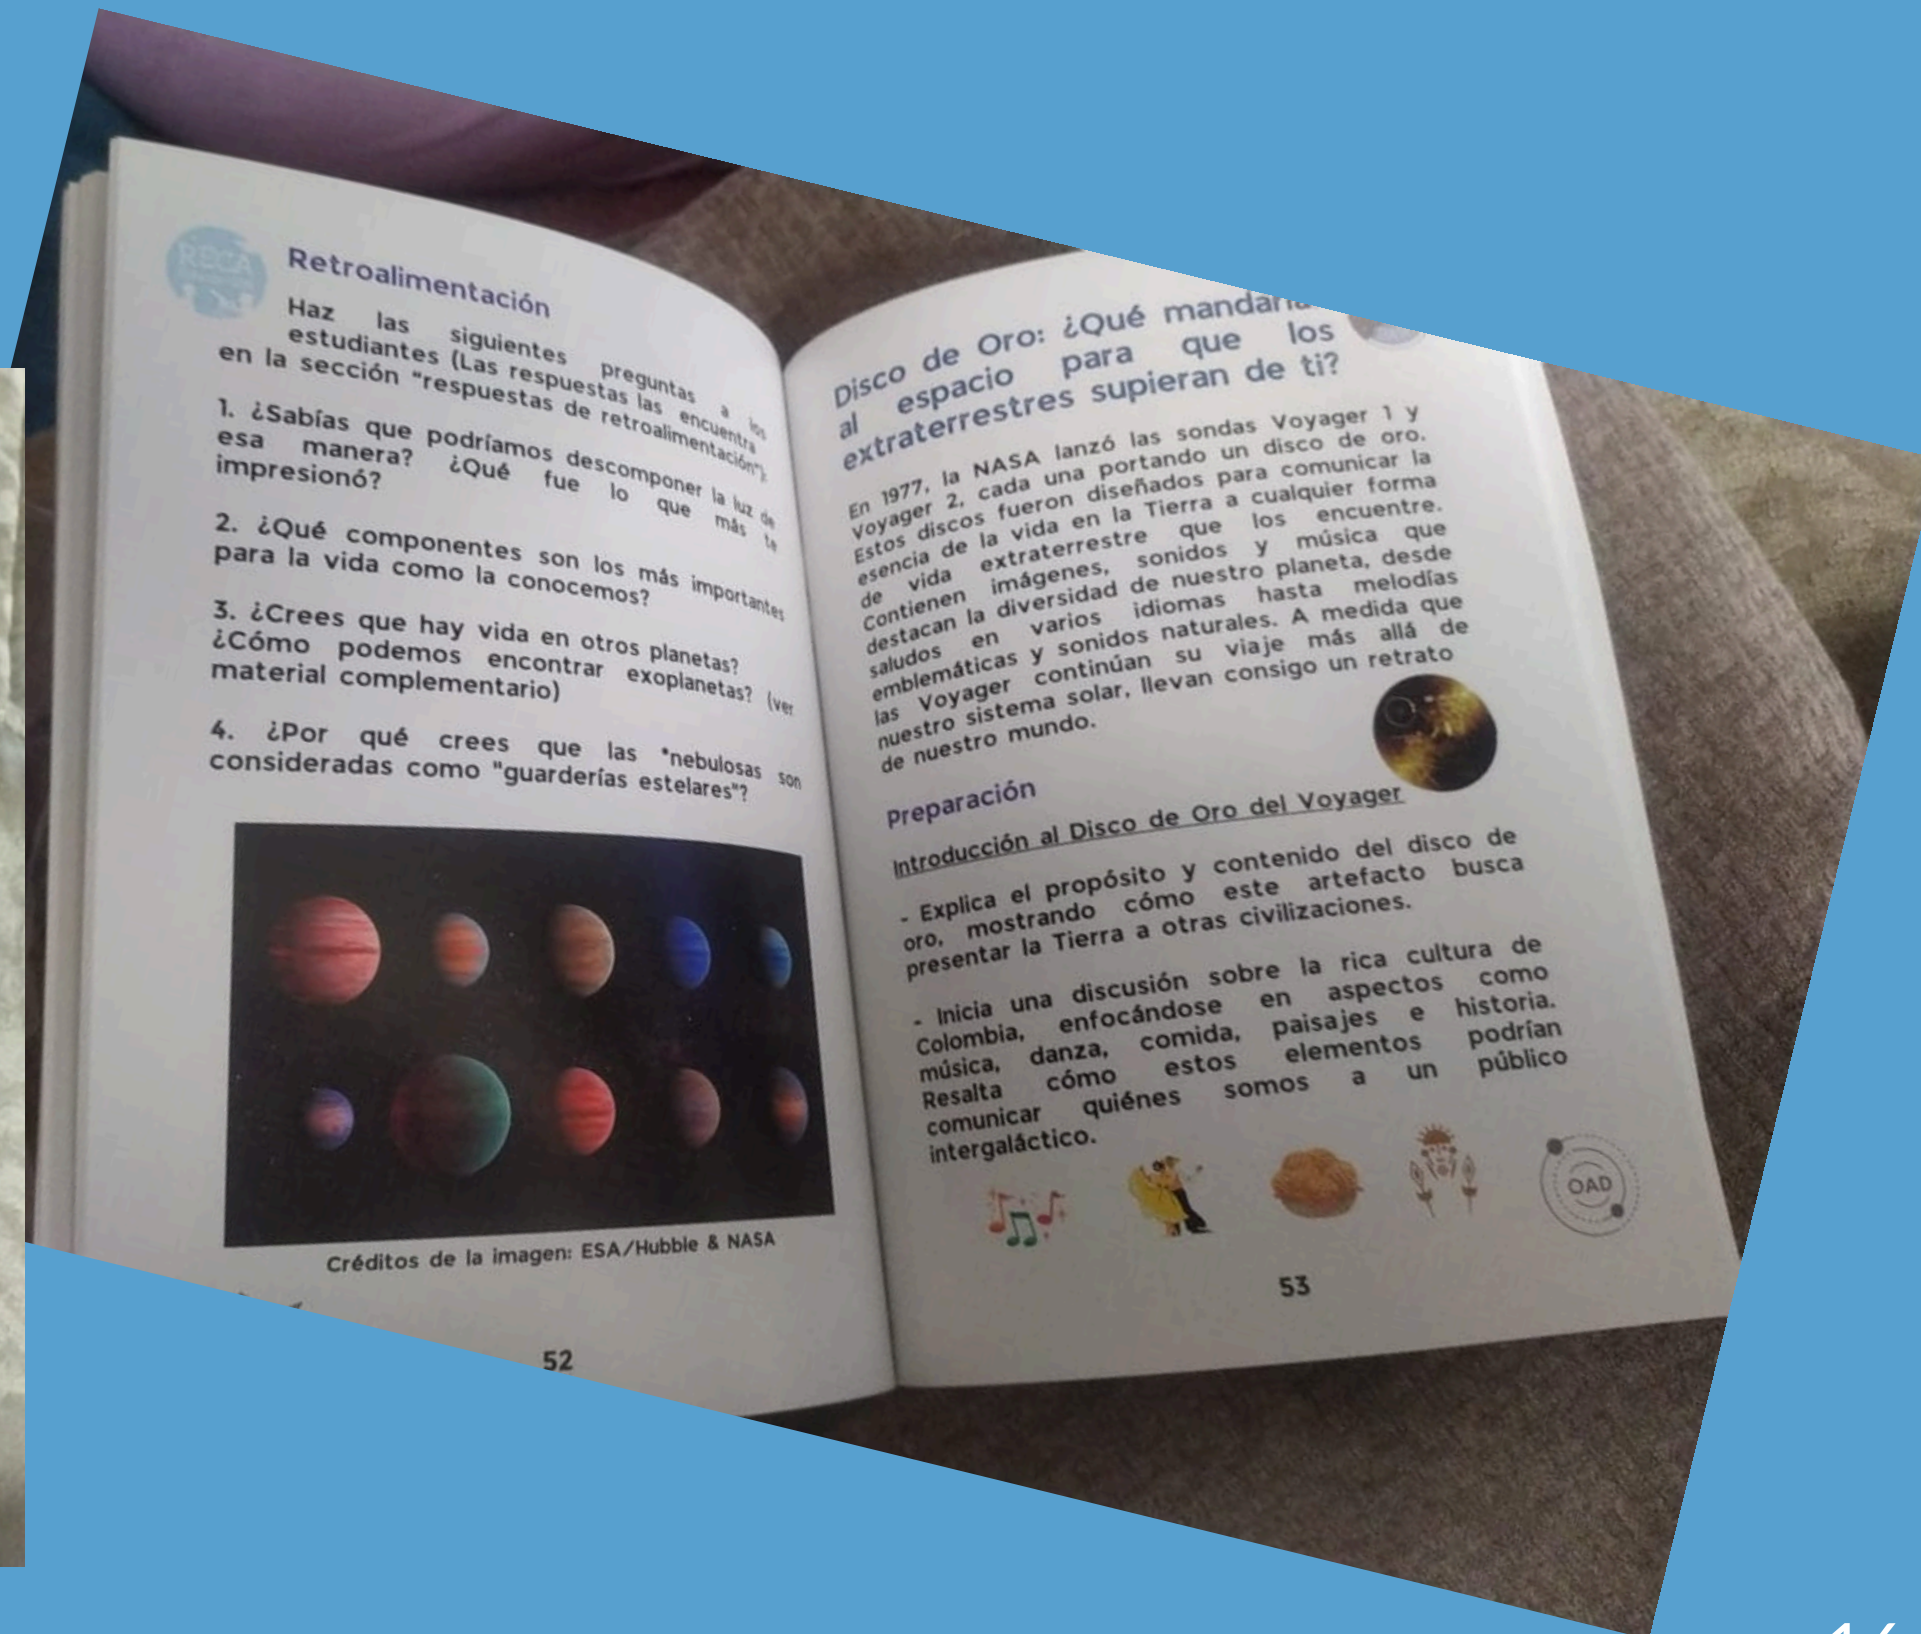 RECA
Retroalimentación
Haz las siguientes preguntas a los
estudiantes (Las respuestas las encuentra
en la sección "respuestas de retroalimentación"):
1. ¿Sabías que podríamos descomponer la luz de
esa manera? ¿Qué fue lo que más te
impresionó?
2. ¿Qué componentes son los más importantes
para la vida como la conocemos?
3. ¿Crees que hay vida en otros planetas?
¿Cómo podemos encontrar exoplanetas? (ver
material complementario)
4. ¿Por qué crees que las *nebulosas son
consideradas como "guarderías estelares"?
Créditos de la imagen: ESA/Hubble & NASA
52
Disco de Oro: ¿Qué
al espacio para que los
extraterrestres supieran de ti?
En 1977, la NASA lanzó las sondas Voyager 1 y
Voyager 2, cada una portando un disco de oro.
Estos discos fueron diseñados para comunicar la
esencia de la vida en la Tierra a cualquier forma
de vida extraterrestre que los encuentre.
Contienen imágenes, sonidos y música que
destacan la diversidad de nuestro planeta, desde
saludos en varios idiomas hasta melodías
emblemáticas y sonidos naturales. A medida que
las Voyager continúan su viaje más allá de
nuestro sistema solar, llevan consigo un retrato
de nuestro mundo.
Preparación
Introducción al Disco de Oro del Voyager
- Explica el propósito y contenido del disco de
oro, mostrando cómo este artefacto busca
presentar la Tierra a otras civilizaciones.
- Inicia una discusión sobre la rica cultura de
Colombia, enfocándose en aspectos como
música, danza, comida, paisajes e historia.
Resalta cómo estos elementos podrían
comunicar quiénes somos a un público
intergaláctico.
OAD
53